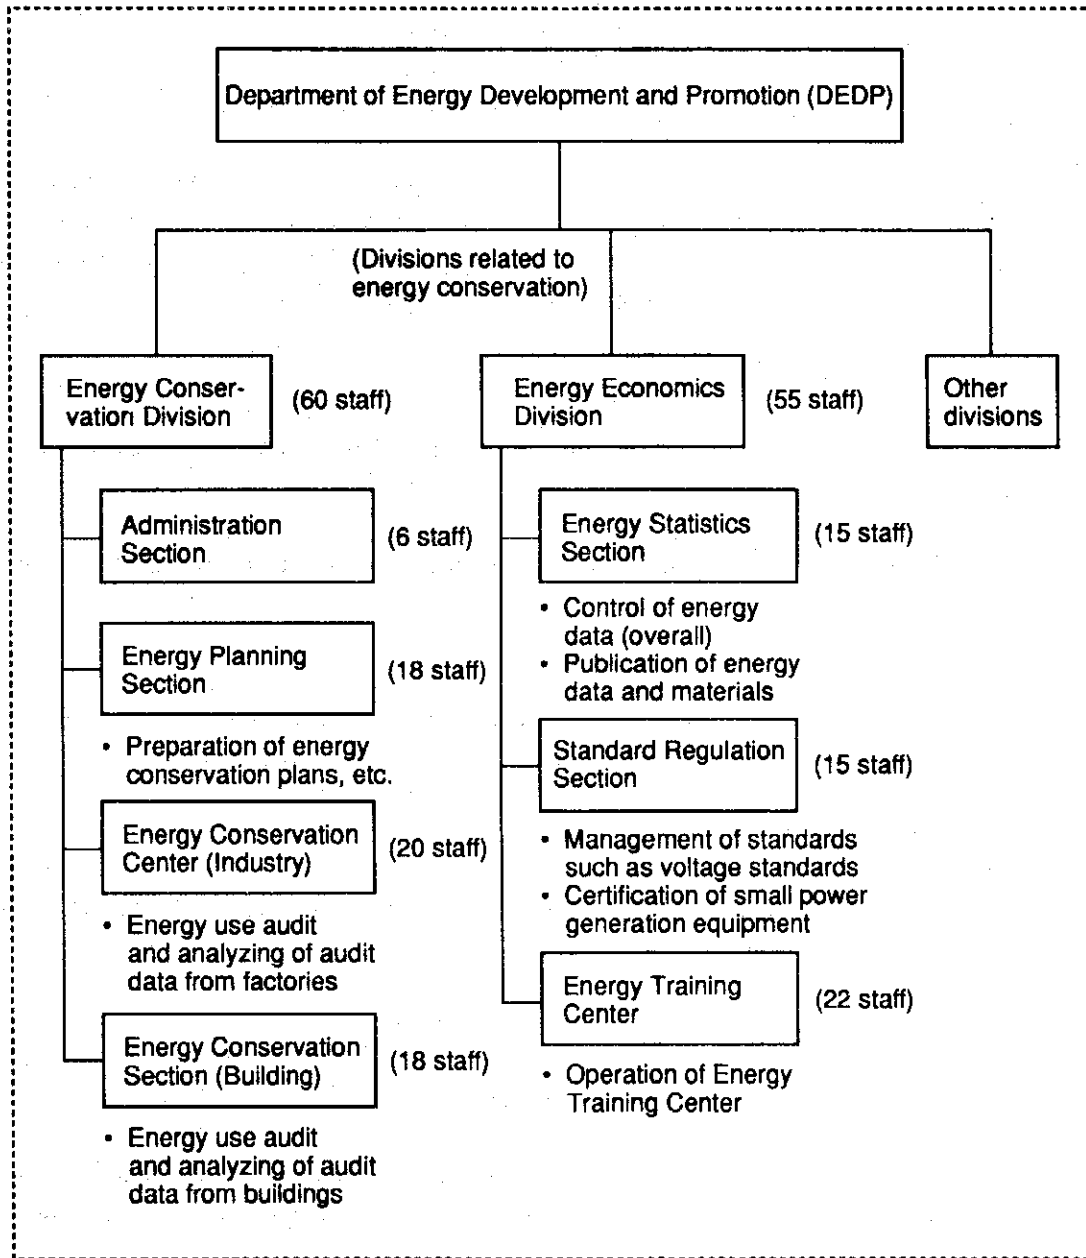 Department of Energy Development and Promotion (DEDP)
(Divisions related to
energy conservation)
Energy Conser-
vation Division
(60 staff)
Administration
Section
(6 staff)
Energy Planning
Section
(18 staff)
• Preparation of energy
conservation plans, etc.
Energy Conservation
Center (Industry)
(20 staff)
• Energy use audit
and analyzing of audit
data from factories
Energy Conservation
Section (Building)
(18 staff)
• Energy use audit
and analyzing of audit
data from buildings
Energy Economics
Division
(55 staff)
Energy Statistics
Section
(15 staff)
• Control of energy
data (overall)
• Publication of energy
data and materials
Standard Regulation
Section
(15 staff)
• Management of standards
such as voltage standards
• Certification of small power
generation equipment
Energy Training
Center
(22 staff)
• Operation of Energy
Training Center
Other
divisions